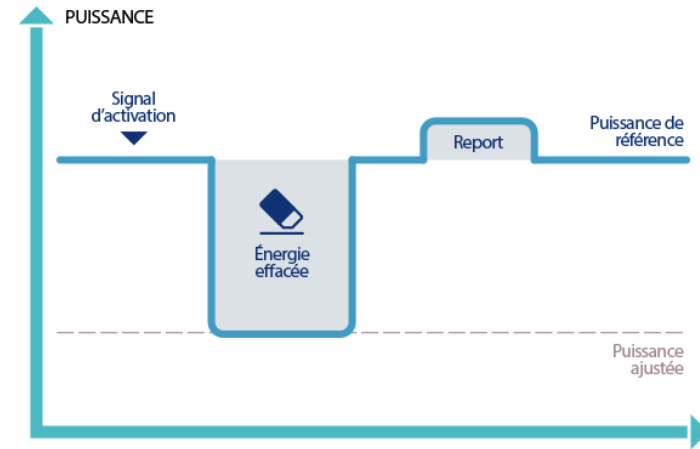 PUISSANCE
Signal
d’activation
Puissance de
référence
Report
Énergie
effacée
Puissance
ajustée